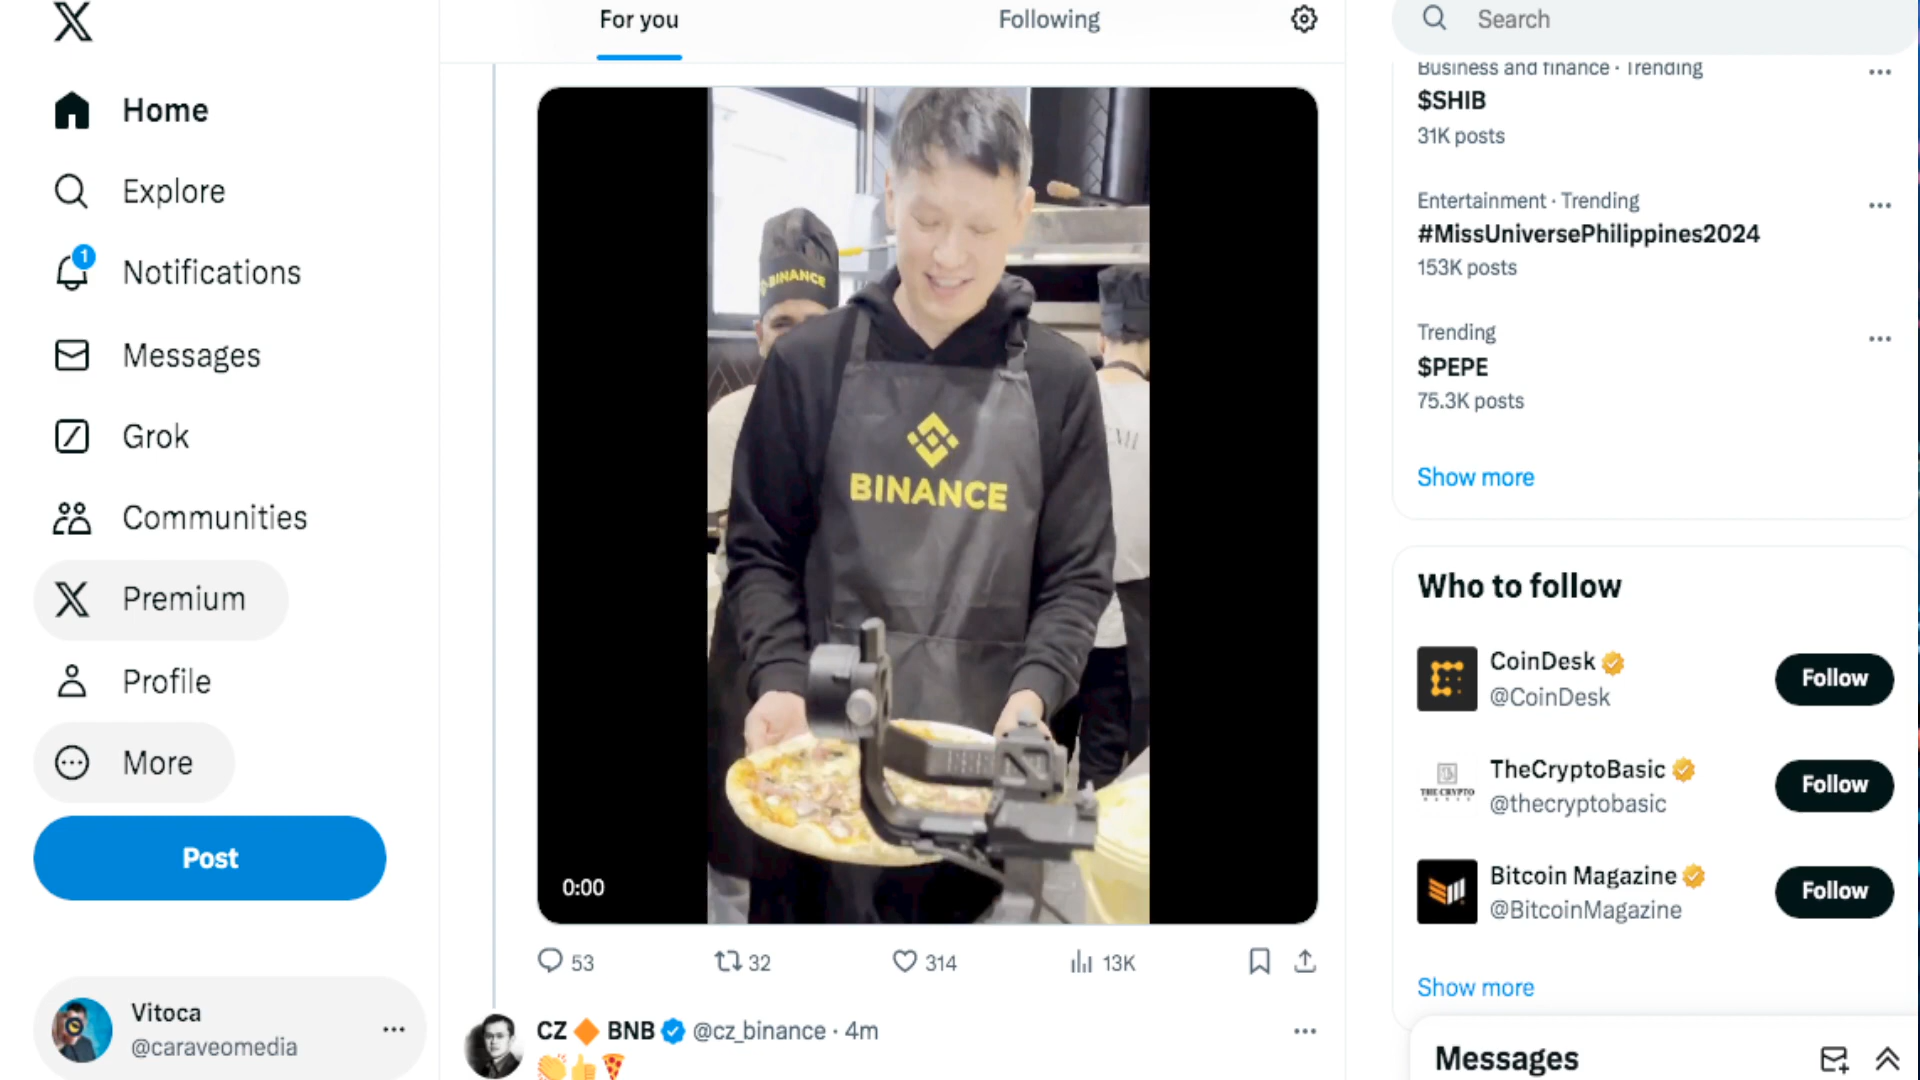 Home
Explore
1
Notifications
Messages
Grok
Communities
Premium
Profile
More
Post
Vitoca
@caraveomedia
For you
Following
BINANCE
BINANCE
0:00
53
32
314
13K
CZ 🔶 BNB @cz_binance · 4m
👏👍🍕
Search
Business and finance · Trending
$SHIB
31K posts
Entertainment · Trending
#MissUniversePhilippines2024
153K posts
Trending
$PEPE
75.3K posts
Show more
Who to follow
CoinDesk
@CoinDesk
Follow
THE CRYPTO
TheCryptoBasic
@thecryptobasic
Follow
Bitcoin Magazine
@BitcoinMagazine
Follow
Show more
Messages